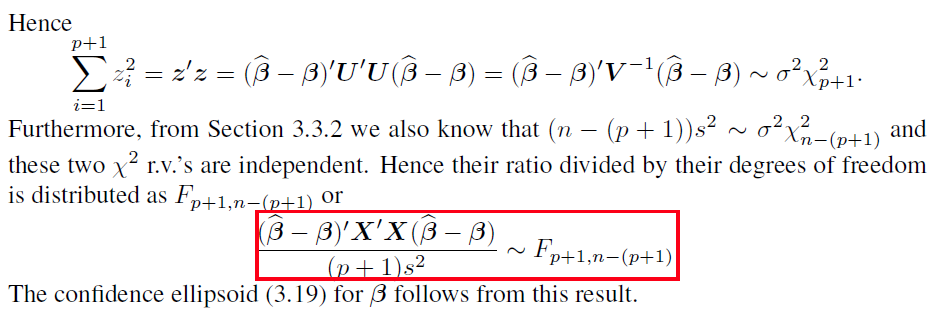 Hence
$$\sum_{i=1}^{p+1} z_i^2 = \boldsymbol{z}'\boldsymbol{z} = (\widehat{\boldsymbol{\beta}} - \boldsymbol{\beta})'\boldsymbol{U}'\boldsymbol{U}(\widehat{\boldsymbol{\beta}} - \boldsymbol{\beta}) = (\widehat{\boldsymbol{\beta}} - \boldsymbol{\beta})'\boldsymbol{V}^{-1}(\widehat{\boldsymbol{\beta}} - \boldsymbol{\beta}) \sim \sigma^2 \chi^2_{p+1}.$$
Furthermore, from Section 3.3.2 we also know that $(n - (p + 1))s^2 \sim \sigma^2 \chi^2_{n-(p+1)}$ and
these two $\chi^2$ r.v.'s are independent. Hence their ratio divided by their degrees of freedom
is distributed as $F_{p+1,n-(p+1)}$ or
$$\frac{(\widehat{\boldsymbol{\beta}} - \boldsymbol{\beta})'\boldsymbol{X}'\boldsymbol{X}(\widehat{\boldsymbol{\beta}} - \boldsymbol{\beta})}{(p+1)s^2} \sim F_{p+1,n-(p+1)}$$
The confidence ellipsoid (3.19) for $\boldsymbol{\beta}$ follows from this result.